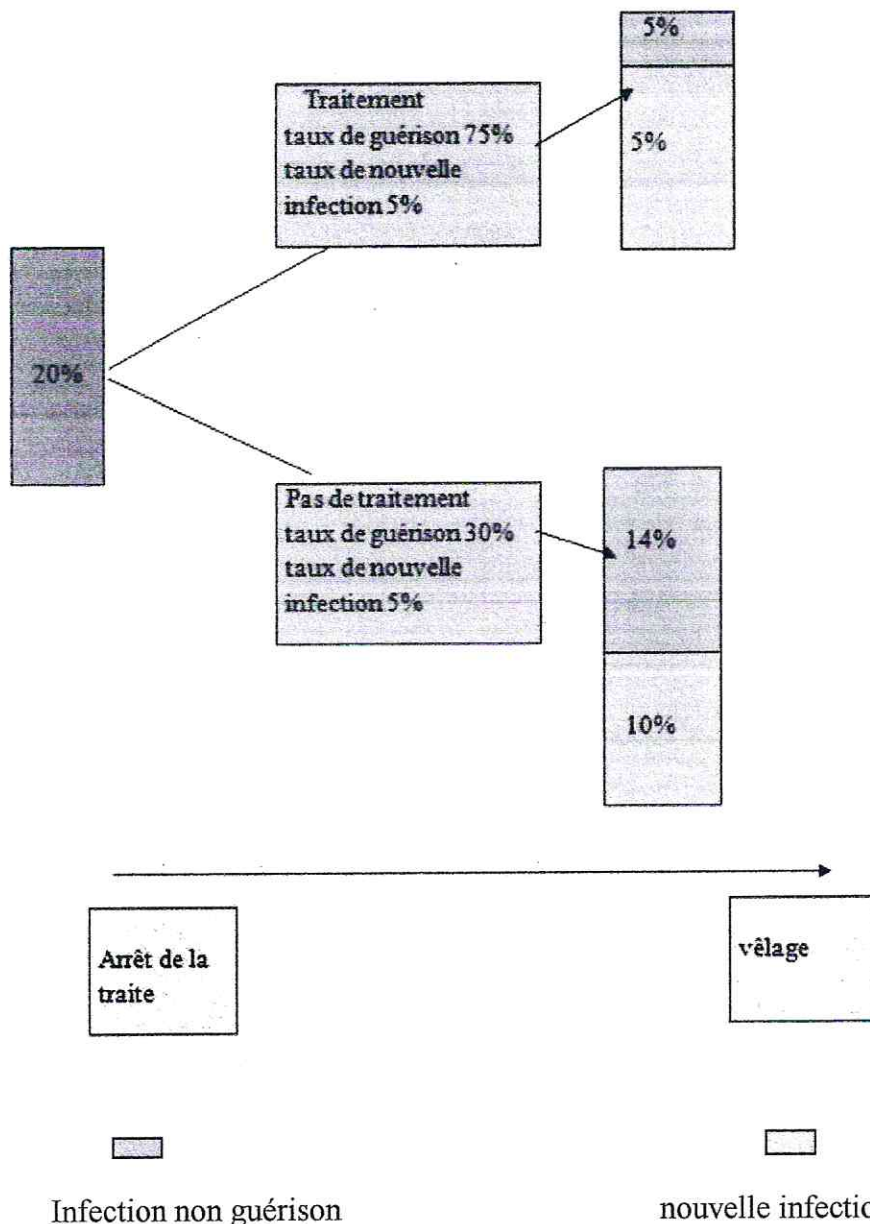 5%
Traitement
taux de guérison 75%
taux de nouvelle
infection 5%
5%
20%
Pas de traitement
taux de guérison 30%
taux de nouvelle
infection 5%
14%
10%
Arrêt de la
traite
vêlage
Infection non guérison
nouvelle infectio